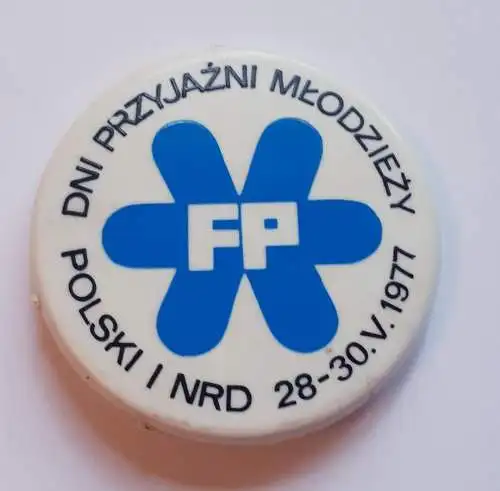 DNI PRZYJAŹNI MŁODZIEŻY
POLSKI I NRD 28-30.V.1977
FP